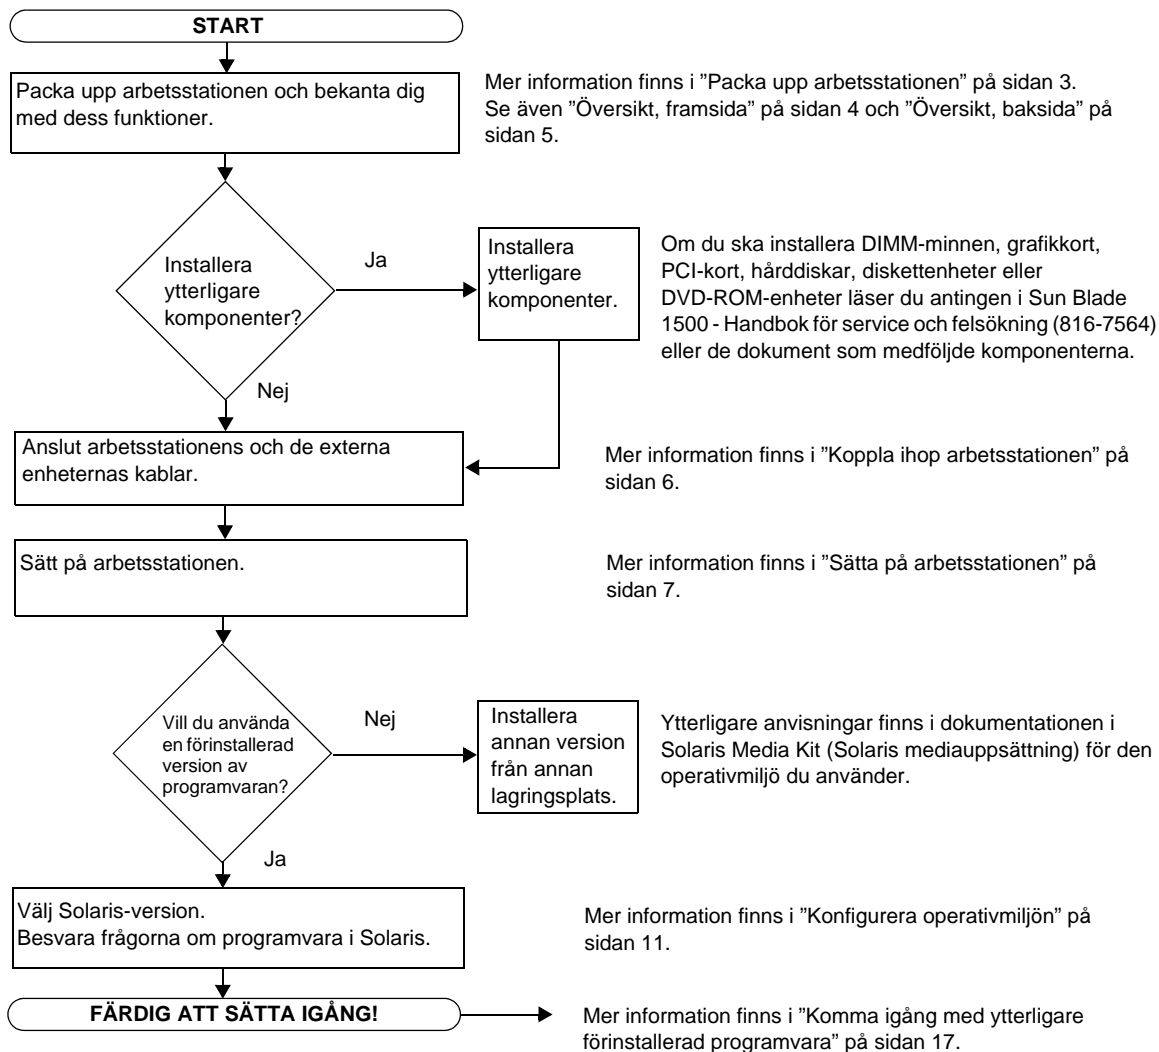 START
Packa upp arbetsstationen och bekanta dig
med dess funktioner.
Mer information finns i ”Packa upp arbetsstationen” på sidan 3.
Se även ”Översikt, framsida” på sidan 4 och ”Översikt, baksida” på
sidan 5.
Installera
ytterligare
komponenter?
Ja
Installera
ytterligare
komponenter.
Om du ska installera DIMM-minnen, grafikkort,
PCI-kort, hårddiskar, diskettenheter eller
DVD-ROM-enheter läser du antingen i Sun Blade
1500 - Handbok för service och felsökning (816-7564)
eller de dokument som medföljde komponenterna.
Nej
Anslut arbetsstationens och de externa
enheternas kablar.
Mer information finns i ”Koppla ihop arbetsstationen” på
sidan 6.
Sätt på arbetsstationen.
Mer information finns i ”Sätta på arbetsstationen” på
sidan 7.
Vill du använda
en förinstallerad
version av
programvaran?
Nej
Installera
annan version
från annan
lagringsplats.
Ytterligare anvisningar finns i dokumentationen i
Solaris Media Kit (Solaris mediauppsättning) för den
operativmiljö du använder.
Ja
Välj Solaris-version.
Besvara frågorna om programvara i Solaris.
Mer information finns i ”Konfigurera operativmiljön” på
sidan 11.
FÄRDIG ATT SÄTTA IGÅNG!
Mer information finns i ”Komma igång med ytterligare
förinstallerad programvara” på sidan 17.